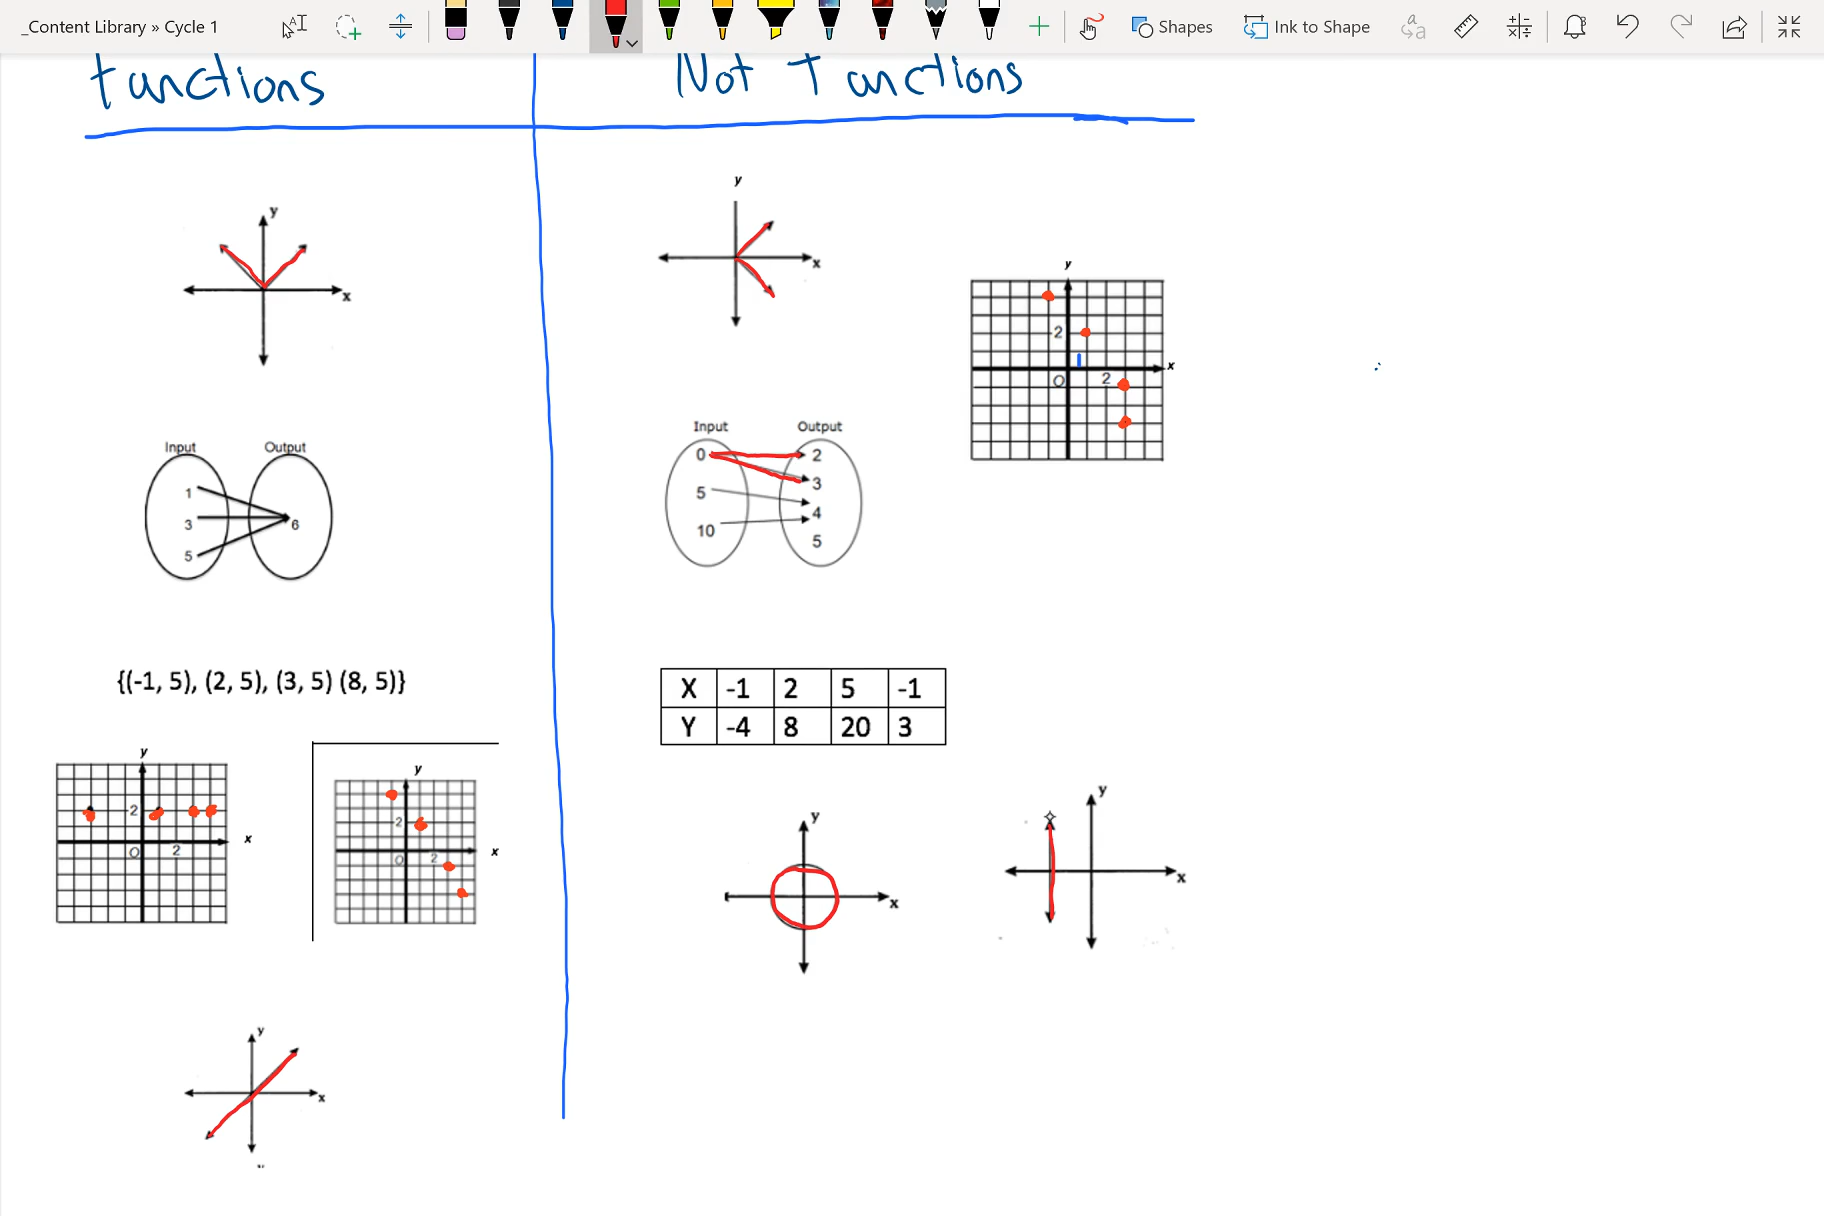 _Content Library » Cycle 1
Shapes
Ink to Shape
Functions
Not Functions
y
x
Input
Output
1
3
5
6
{(-1, 5), (2, 5), (3, 5) (8, 5)}
y
2
O
2
x
y
2
O
2
x
y
x
y
x
y
2
1
O
2
x
Input
Output
0
5
10
2
3
4
5
X -1 2 5 -1
Y -4 8 20 3
y
x
y
x